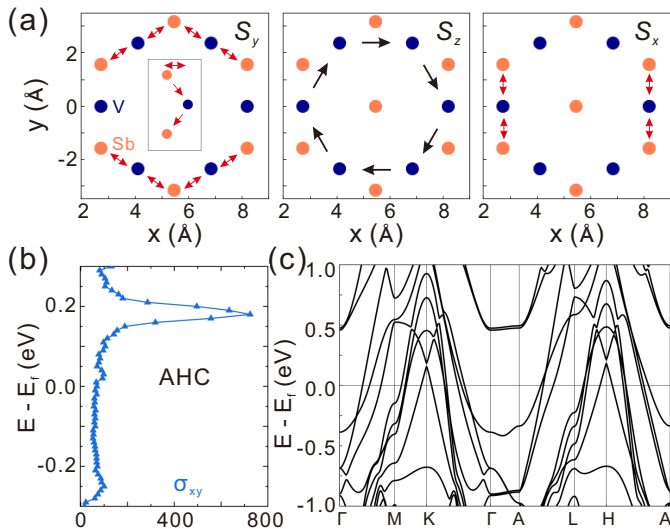 (a)
S_y
S_z
S_x
y (Å)
2
0
-2
V
Sb
2 4 6 8
2 4 6 8
2 4 6 8
x (Å)
x (Å)
x (Å)
(b)
E - E_f (eV)
0.2
0.0
-0.2
AHC
σ_xy
0 200 400 600 800
(c)
E - E_f (eV)
1.0
0.5
0.0
-0.5
-1.0
Γ M K Γ A L H A